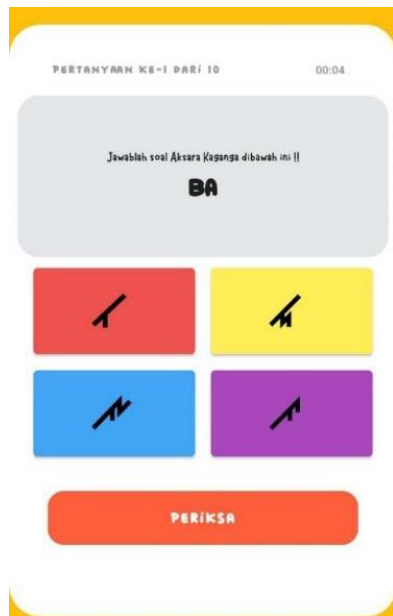 PERTANYAAN KE-1 DARI 10
00:04
Jawablah soal Aksara Kaganga dibawah ini !!
BA
PERIKSA